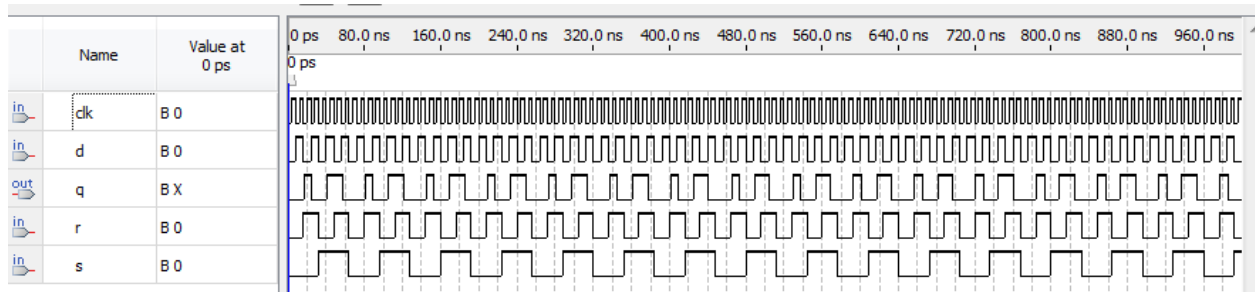 Name
Value at
0 ps
0 ps 80.0 ns 160.0 ns 240.0 ns 320.0 ns 400.0 ns 480.0 ns 560.0 ns 640.0 ns 720.0 ns 800.0 ns 880.0 ns 960.0 ns
0 ps
in clk B 0
in d B 0
out q B X
in r B 0
in s B 0